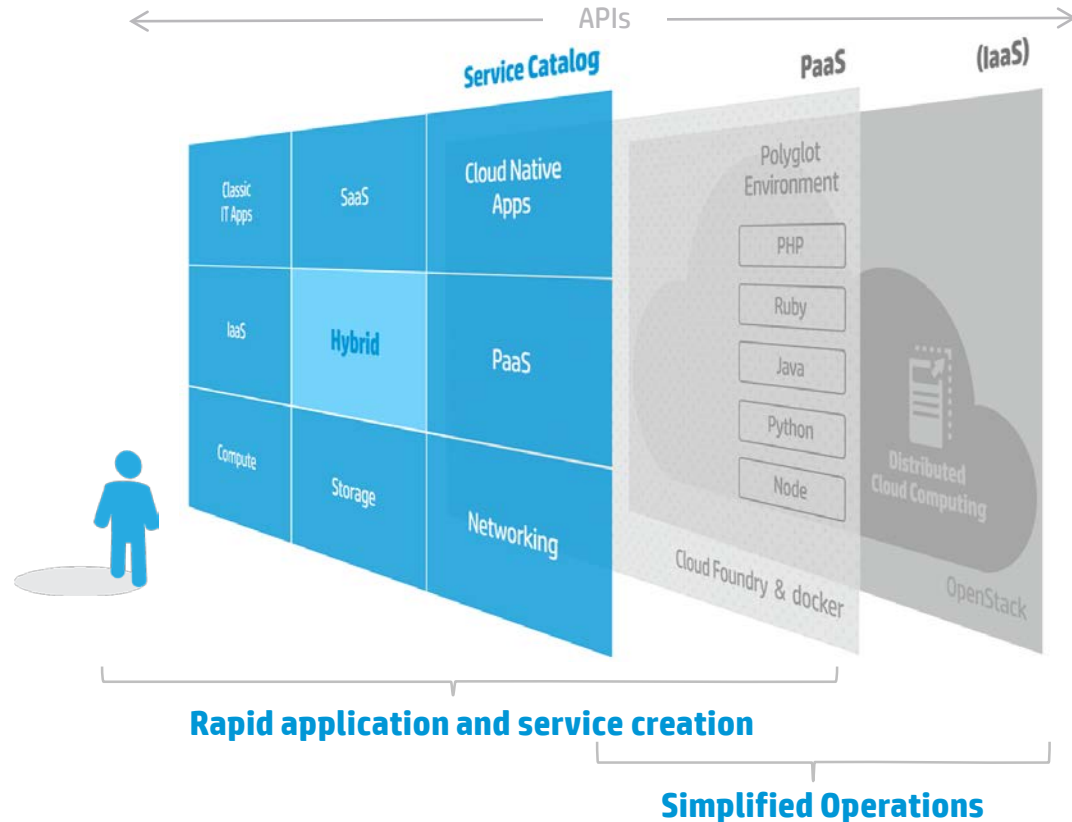 APIs
Service Catalog
PaaS
(IaaS)
Classic
IT Apps
SaaS
Cloud Native
Apps
IaaS
Hybrid
PaaS
Compute
Storage
Networking
Polyglot
Environment
PHP
Ruby
Java
Python
Node
Cloud Foundry & docker
Distributed
Cloud Computing
OpenStack
Rapid application and service creation
Simplified Operations